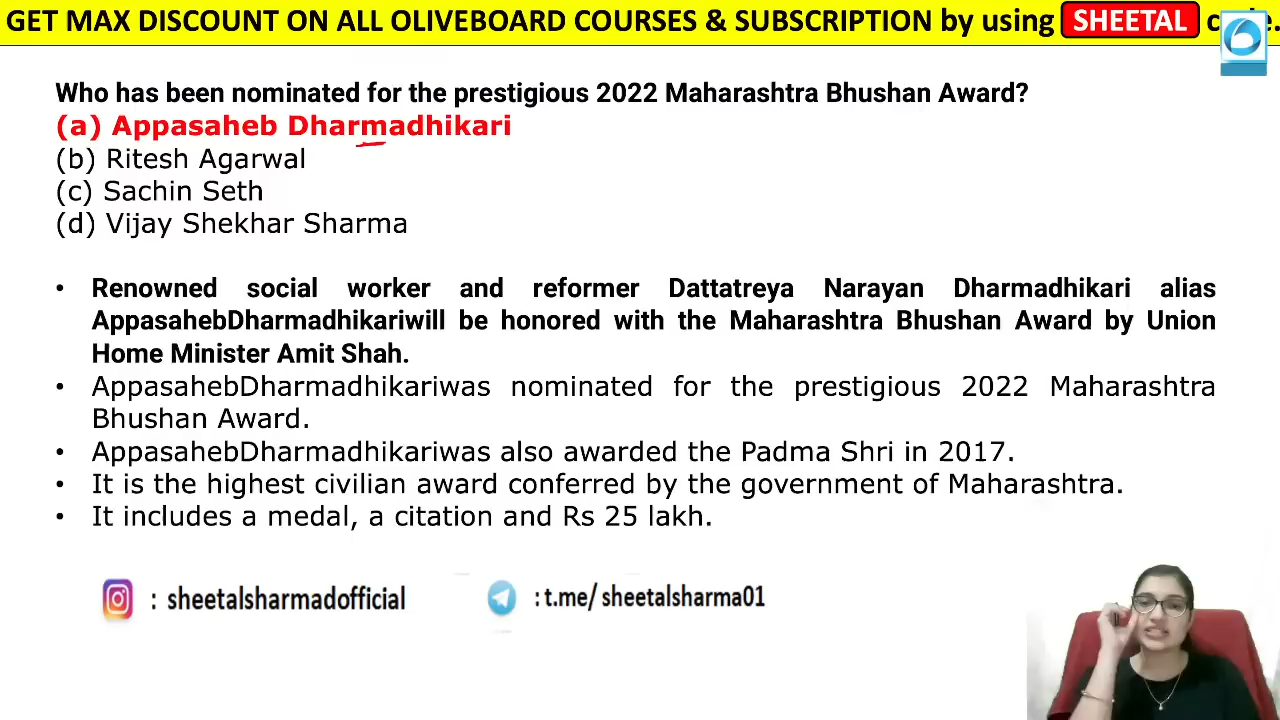 GET MAX DISCOUNT ON ALL OLIVEBOARD COURSES & SUBSCRIPTION by using SHEETAL code.
Who has been nominated for the prestigious 2022 Maharashtra Bhushan Award?
(a) Appasaheb Dharmadhikari
(b) Ritesh Agarwal
(c) Sachin Seth
(d) Vijay Shekhar Sharma
• Renowned social worker and reformer Dattatreya Narayan Dharmadhikari alias
AppasahebDharmadhikariwill be honored with the Maharashtra Bhushan Award by Union
Home Minister Amit Shah.
• AppasahebDharmadhikariwas nominated for the prestigious 2022 Maharashtra
Bhushan Award.
• AppasahebDharmadhikariwas also awarded the Padma Shri in 2017.
• It is the highest civilian award conferred by the government of Maharashtra.
• It includes a medal, a citation and Rs 25 lakh.
: sheetalsharmadofficial
: t.me/ sheetalsharma01